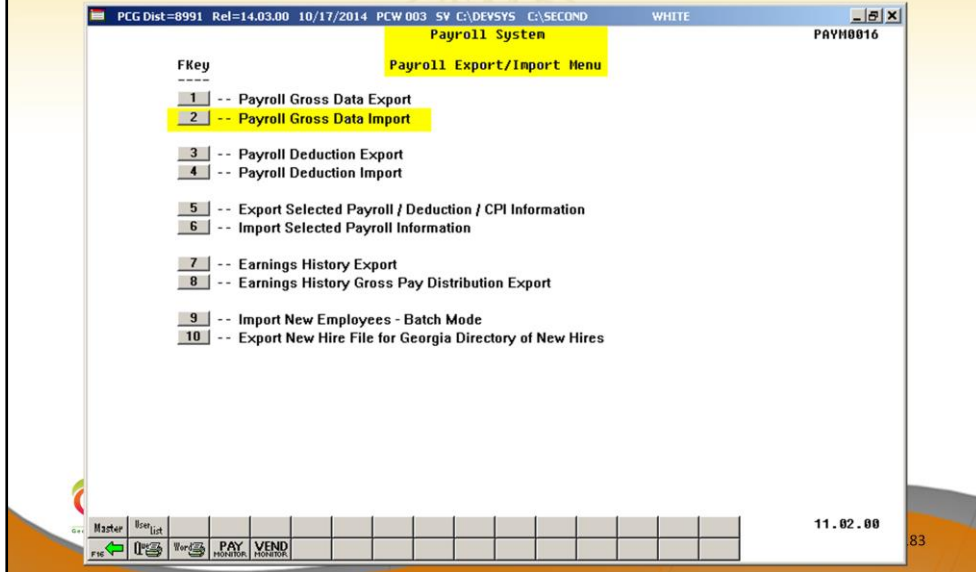 PCG Dist=8991 Rel=14.03.00 10/17/2014 PCW 003 SV C:\DEVSYS C:\SECOND WHITE
Payroll System PAYM0016
FKey Payroll Export/Import Menu
----
1 -- Payroll Gross Data Export
2 -- Payroll Gross Data Import
3 -- Payroll Deduction Export
4 -- Payroll Deduction Import
5 -- Export Selected Payroll / Deduction / CPI Information
6 -- Import Selected Payroll Information
7 -- Earnings History Export
8 -- Earnings History Gross Pay Distribution Export
9 -- Import New Employees - Batch Mode
10 -- Export New Hire File for Georgia Directory of New Hires
Master User List 11.02.00
F16 Que Word PAY MONITOR VEND MONITOR
83